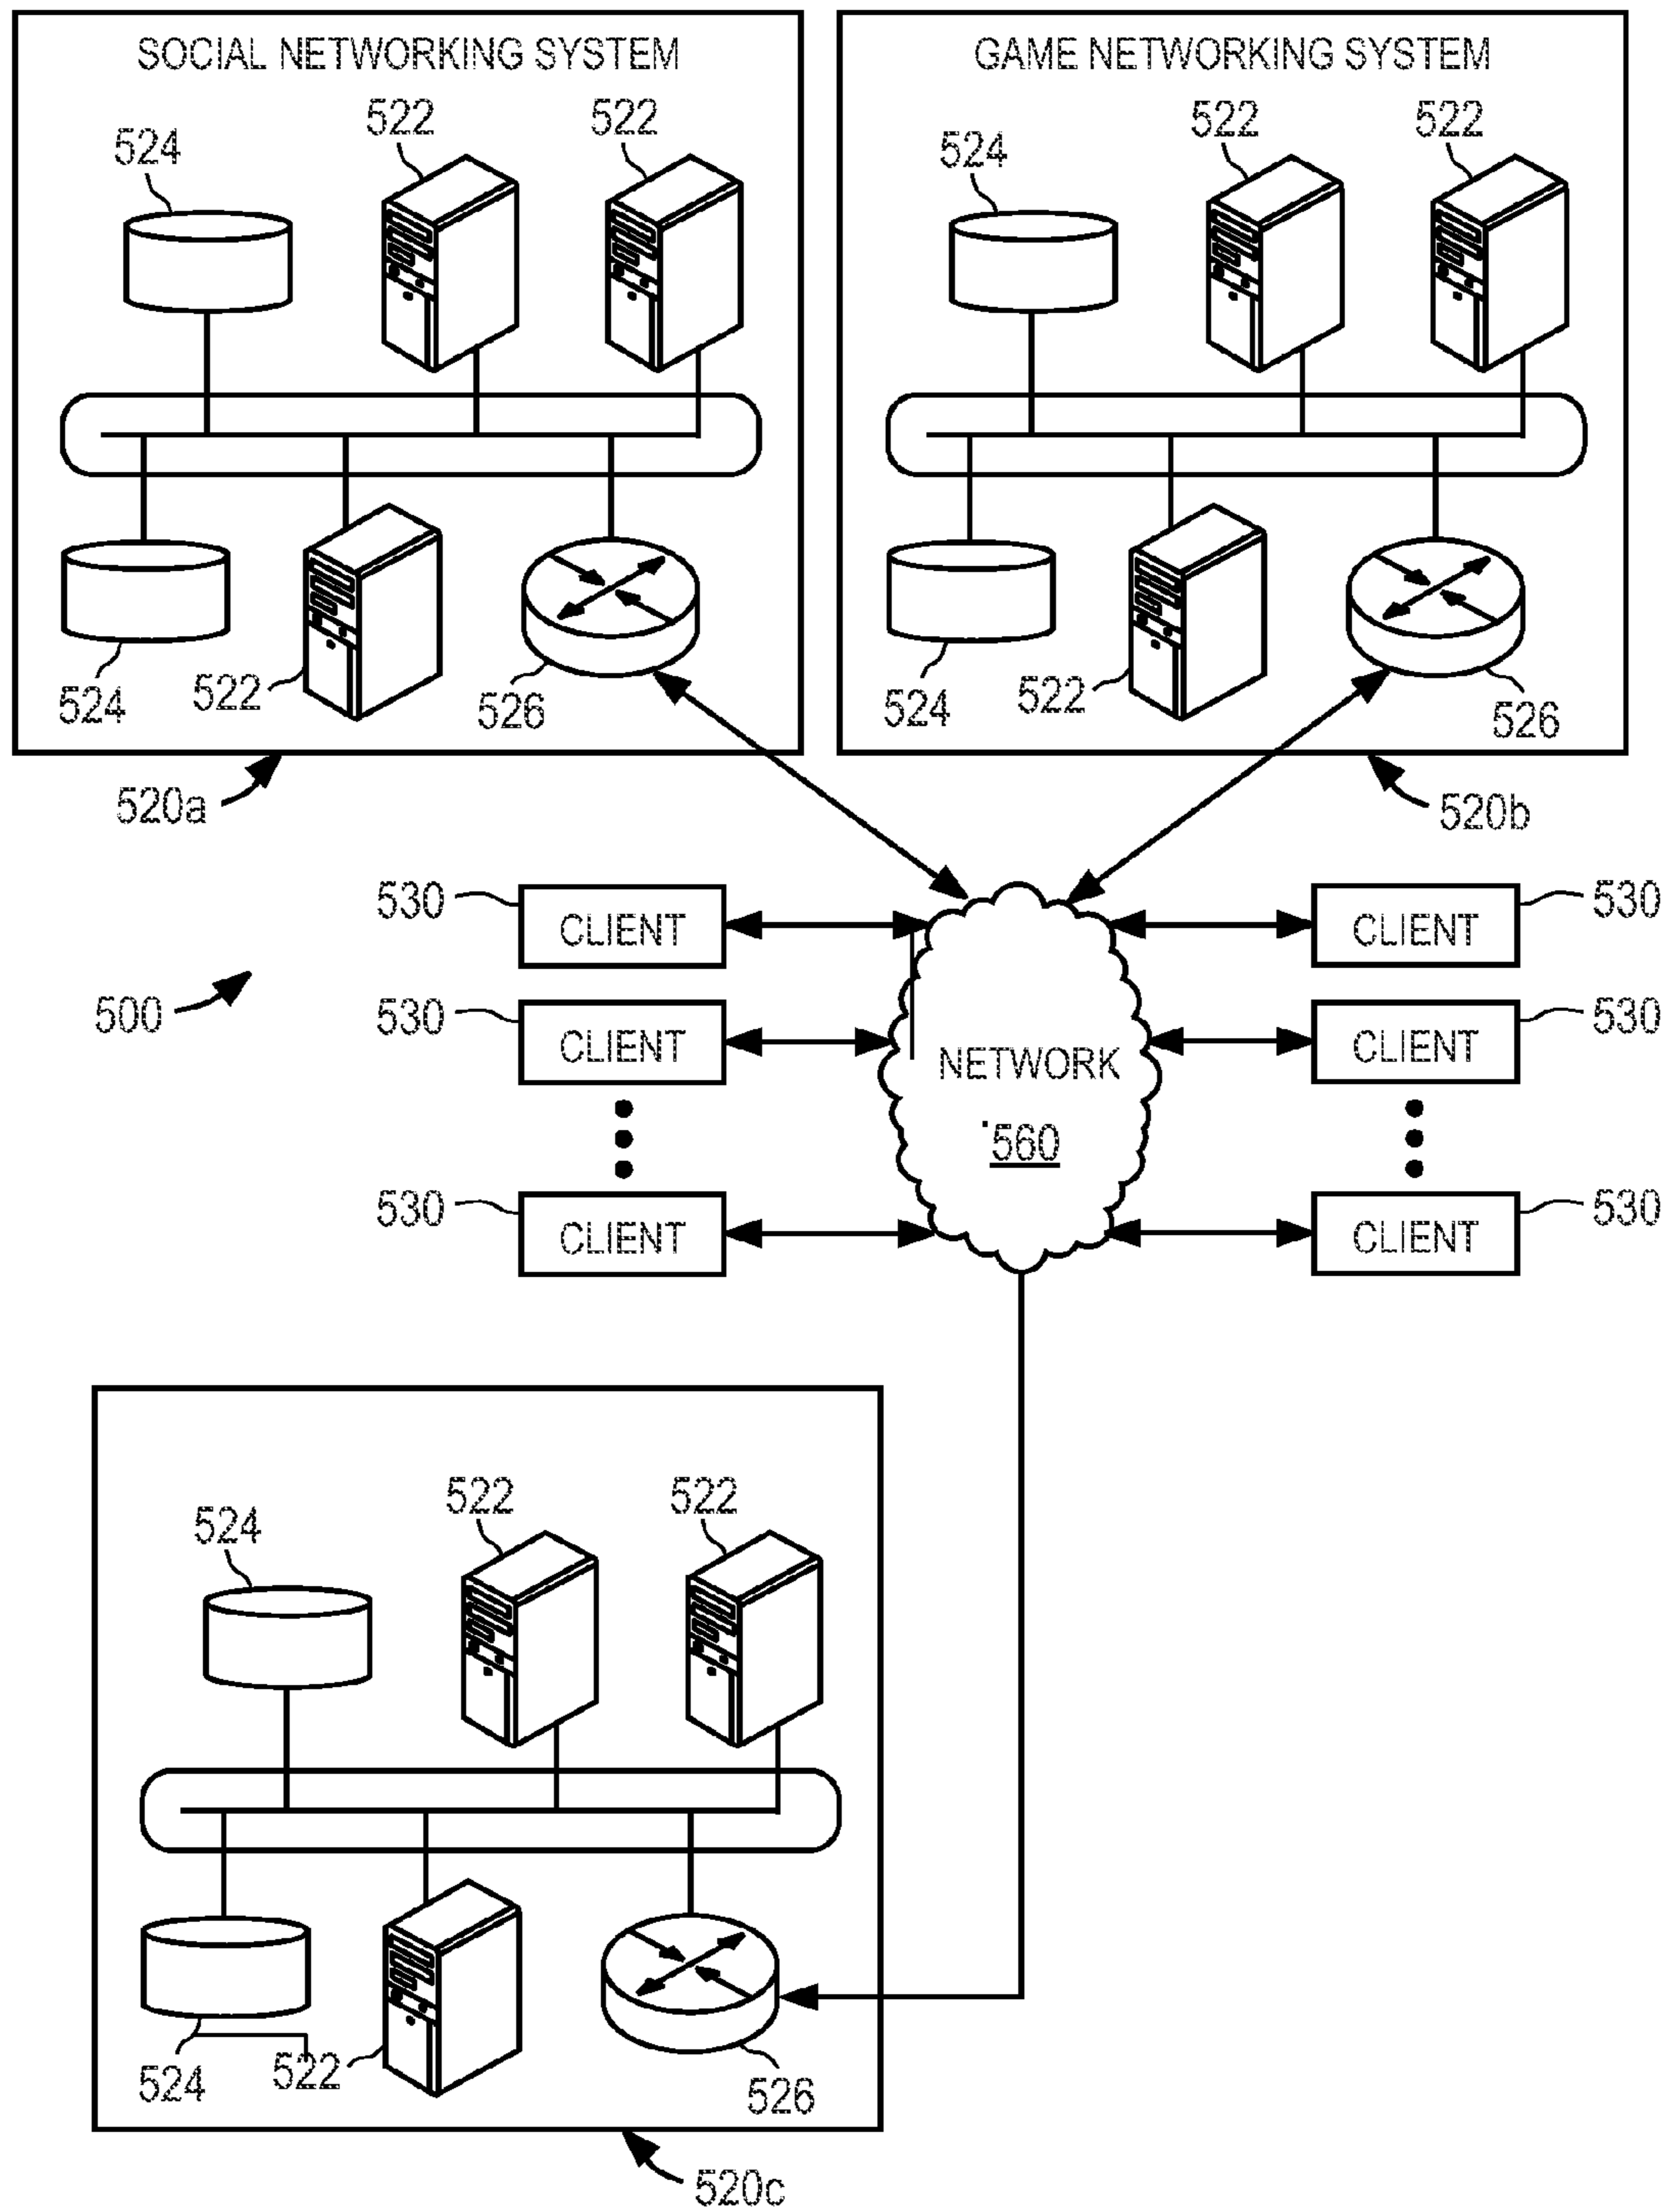 SOCIAL NETWORKING SYSTEM
522 522
524
524 522 526
520a
GAME NETWORKING SYSTEM
522 522
524
524 522 526
520b
530 CLIENT CLIENT 530
500
530 CLIENT CLIENT 530
NETWORK
560
530 CLIENT CLIENT 530
522 522
524
524 522 526
520c